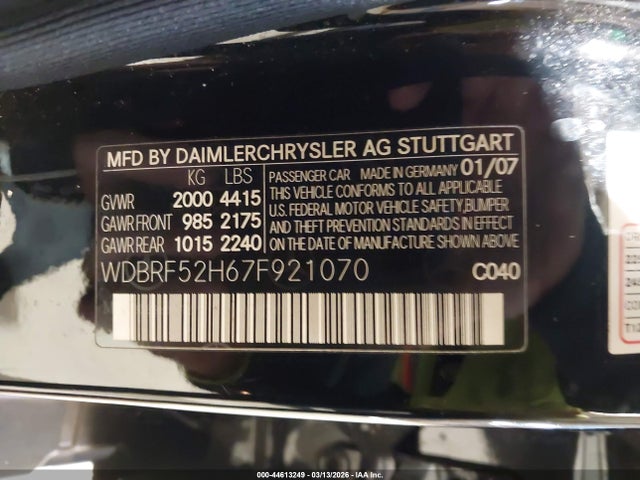 MFD BY DAIMLERCHRYSLER AG STUTTGART
KG LBS
GVWR 2000 4415
GAWR FRONT 985 2175
GAWR REAR 1015 2240
PASSENGER CAR MADE IN GERMANY 01/07
THIS VEHICLE CONFORMS TO ALL APPLICABLE
U.S. FEDERAL MOTOR VEHICLE SAFETY,BUMPER
AND THEFT PREVENTION STANDARDS IN EFFECT
ON THE DATE OF MANUFACTURE SHOWN ABOVE
WDBRF52H67F921070 C040
000-44613249 - 03/13/2026 - IAA Inc.